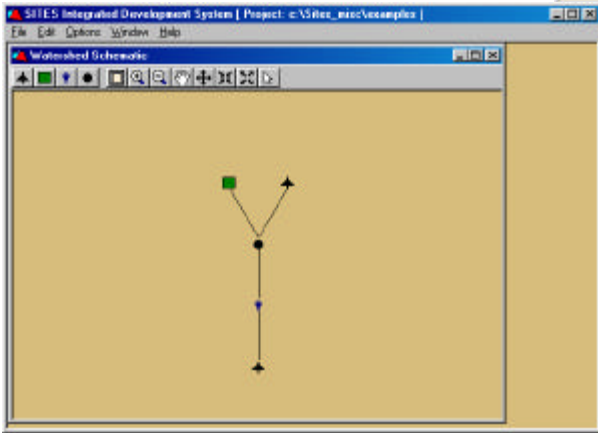 SITES Integrated Development System [ Project: c:\Sites_misc\examples ]
File Edit Options Window Help
Watershed Schematic